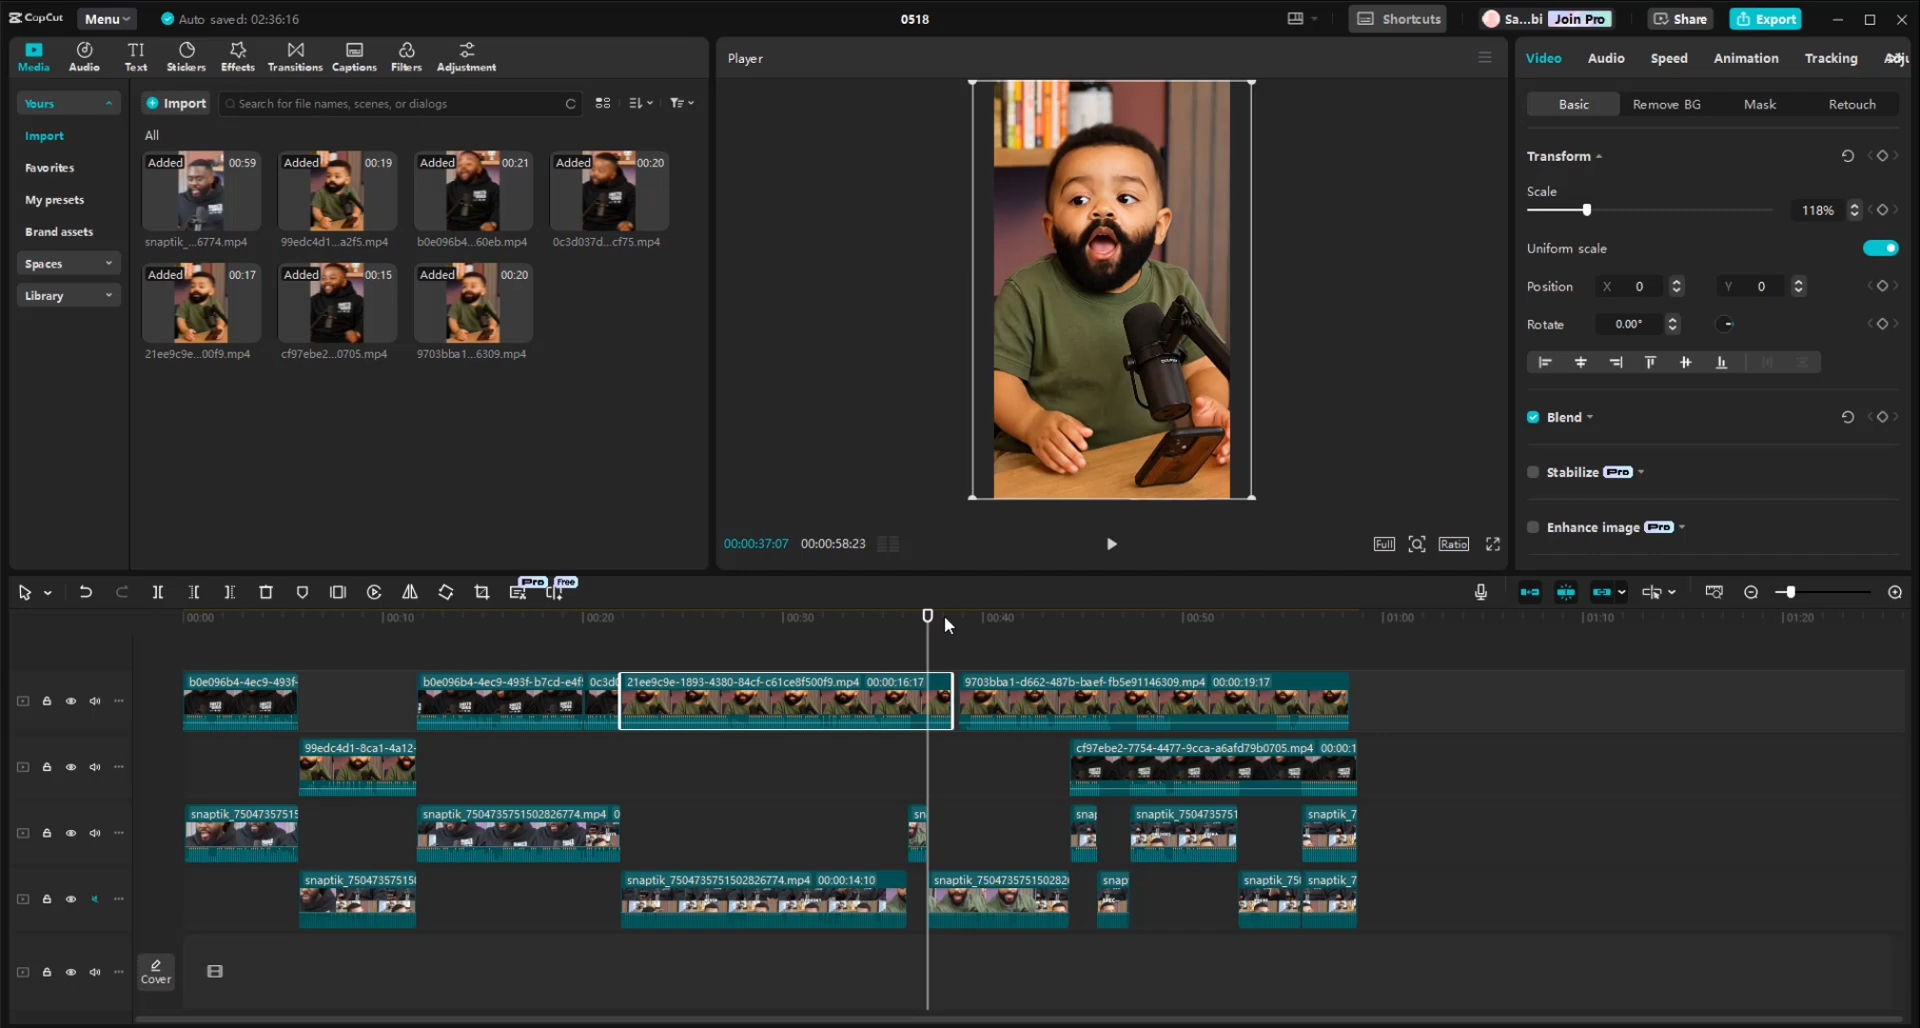 CapCut Menu Auto saved: 02:36:16 0518 Shortcuts Sa...bi Join Pro Share Export
Media Audio Text Stickers Effects Transitions Captions Filters Adjustment
Yours
Import
Favorites
My presets
Brand assets
Spaces
Library
Import Search for file names, scenes, or dialogs
All
Added 00:59 Added 00:19 Added 00:21 Added 00:20
snaptik_...6774.mp4 99edc4d1...a2f5.mp4 b0e096b4...60eb.mp4 0c3d037d...cf75.mp4
Added 00:17 Added 00:15 Added 00:20
21ee9c9e...00f9.mp4 cf97ebe2...0705.mp4 9703bba1...6309.mp4
Player
00:00:37:07 00:00:58:23 Full Ratio
Video Audio Speed Animation Tracking
Basic Remove BG Mask Retouch
Transform
Scale
118%
Uniform scale
Position X 0 Y 0
Rotate 0.00°
Blend
Stabilize Pro
Enhance image Pro
Pro Free
00:00 00:10 00:20 00:30 00:40 00:50 01:00 01:10 01:20
b0e096b4-4ec9-493f- b0e096b4-4ec9-493f-b7cd-e4f 0c3d 21ee9c9e-1893-4380-84cf-c61ce8f500f9.mp4 00:00:16:17 9703bba1-d662-487b-baef-fb5e91146309.mp4 00:00:19:17
99edc4d1-8ca1-4a12- cf97ebe2-7754-4477-9cca-a6afd79b0705.mp4 00:00:1
snaptik_75047357515 snaptik_7504735751502826774.mp4 0 sn snap snaptik_7504735751 snaptik_7
snaptik_750473575150 snaptik_7504735751502826774.mp4 00:00:14:10 snaptik_750473575150282 snap snaptik_750 snaptik_7
Cover